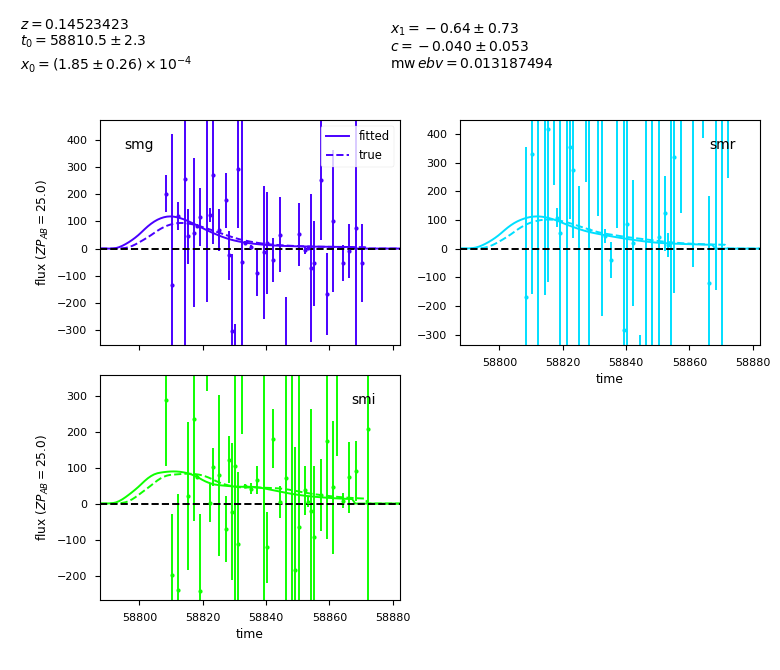 z = 0.14523423
t₀ = 58810.5 ± 2.3
x₀ = (1.85 ± 0.26) × 10⁻⁴
x₁ = −0.64 ± 0.73
c = −0.040 ± 0.053
mw ebv = 0.013187494
smg
fitted
true
400
300
200
100
0
−100
−200
−300
flux (ZP_AB = 25.0)
smr
400
300
200
100
0
−100
−200
−300
58800
58820
58840
58860
58880
time
smi
300
200
100
0
−100
−200
flux (ZP_AB = 25.0)
58800
58820
58840
58860
58880
time